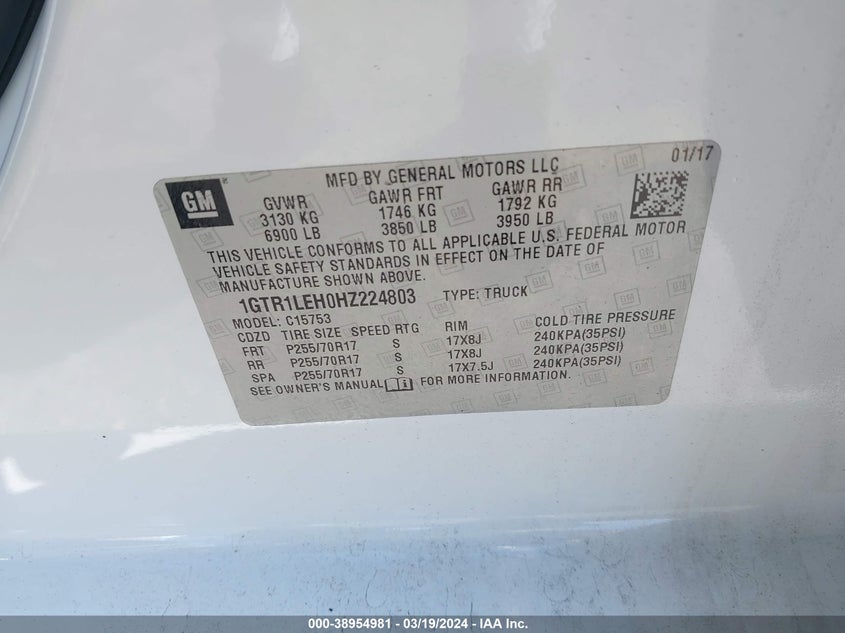 GM
MFD BY GENERAL MOTORS LLC 01/17
GVWR GAWR FRT GAWR RR
3130 KG 1746 KG 1792 KG
6900 LB 3850 LB 3950 LB
THIS VEHICLE CONFORMS TO ALL APPLICABLE U.S. FEDERAL MOTOR
VEHICLE SAFETY STANDARDS IN EFFECT ON THE DATE OF
MANUFACTURE SHOWN ABOVE.
1GTR1LEH0HZ224803 TYPE: TRUCK
MODEL: C15753
CDZD TIRE SIZE SPEED RTG RIM COLD TIRE PRESSURE
FRT P255/70R17 S 17X8J 240KPA(35PSI)
RR P255/70R17 S 17X8J 240KPA(35PSI)
SPA P255/70R17 S 17X7.5J 240KPA(35PSI)
SEE OWNER'S MANUAL FOR MORE INFORMATION.
000-38954981 - 03/19/2024 - IAA Inc.